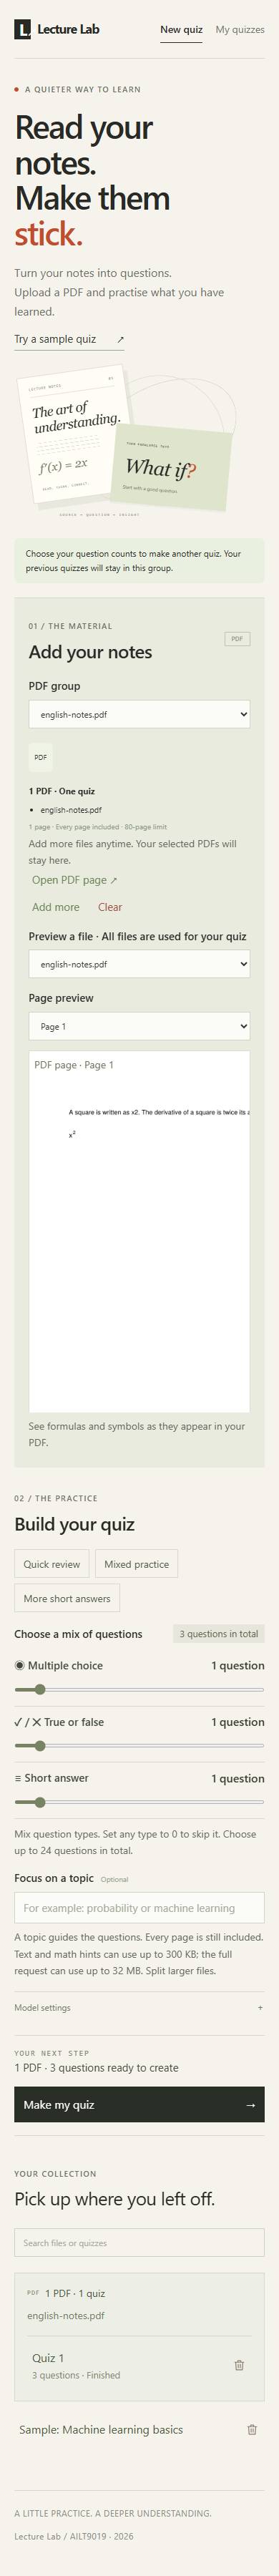 L Lecture Lab
New quiz
My quizzes
A QUIETER WAY TO LEARN
Read your
notes.
Make them
stick.
Turn your notes into questions.
Upload a PDF and practise what you have
learned.
Try a sample quiz ↗
LECTURE NOTES
01
The art of
understanding.
f′(x) = 2x
READ. THINK. CONNECT.
YOUR KNOWLEDGE, NEXT
What if?
Start with a good question
SOURCE → QUESTION → INSIGHT
Choose your question counts to make another quiz. Your
previous quizzes will stay in this group.
01 / THE MATERIAL
PDF
Add your notes
PDF group
english-notes.pdf
PDF
1 PDF · One quiz
• english-notes.pdf
1 page · Every page included · 80-page limit
Add more files anytime. Your selected PDFs will
stay here.
Open PDF page ↗
Add more
Clear
Preview a file · All files are used for your quiz
english-notes.pdf
Page preview
Page 1
PDF page · Page 1
A square is written as x2. The derivative of a square is twice its
x²
See formulas and symbols as they appear in your
PDF.
02 / THE PRACTICE
Build your quiz
Quick review
Mixed practice
More short answers
Choose a mix of questions
3 questions in total
◉ Multiple choice
1 question
✓ / ✕ True or false
1 question
≡ Short answer
1 question
Mix question types. Set any type to 0 to skip it. Choose
up to 24 questions in total.
Focus on a topic Optional
For example: probability or machine learning
A topic guides the questions. Every page is still included.
Text and math hints can use up to 300 KB; the full
request can use up to 32 MB. Split larger files.
Model settings +
YOUR NEXT STEP
1 PDF · 3 questions ready to create
Make my quiz →
YOUR COLLECTION
Pick up where you left off.
Search files or quizzes
PDF 1 PDF · 1 quiz
english-notes.pdf
Quiz 1
3 questions · Finished
Sample: Machine learning basics
A LITTLE PRACTICE. A DEEPER UNDERSTANDING.
Lecture Lab / AILT9019 · 2026